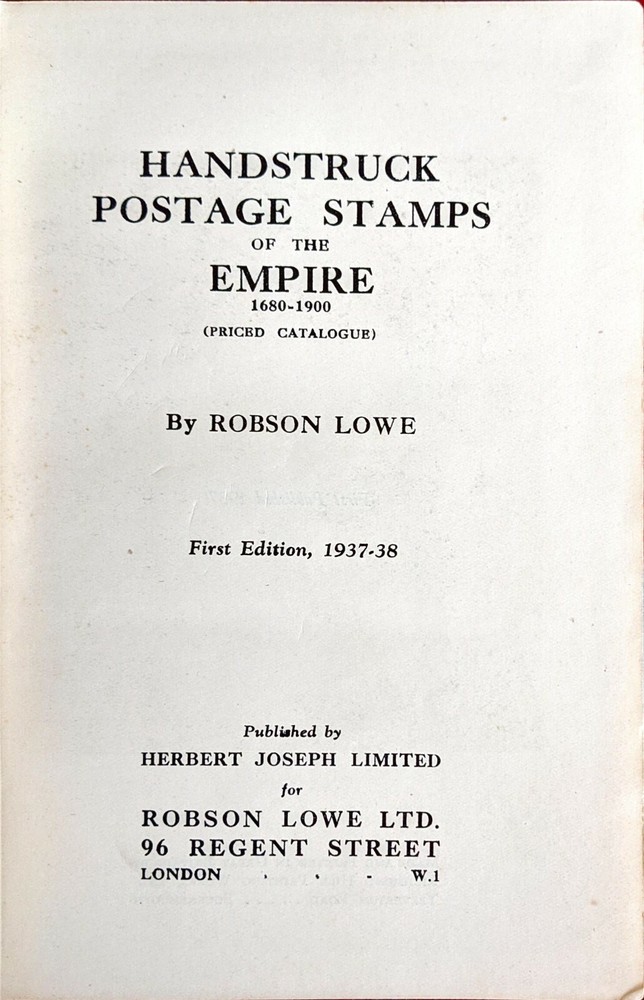 HANDSTRUCK
POSTAGE STAMPS
OF THE
EMPIRE
1680-1900
(PRICED CATALOGUE)
By ROBSON LOWE
First Edition, 1937-38
Published by
HERBERT JOSEPH LIMITED
for
ROBSON LOWE LTD.
96 REGENT STREET
LONDON . . - W.1